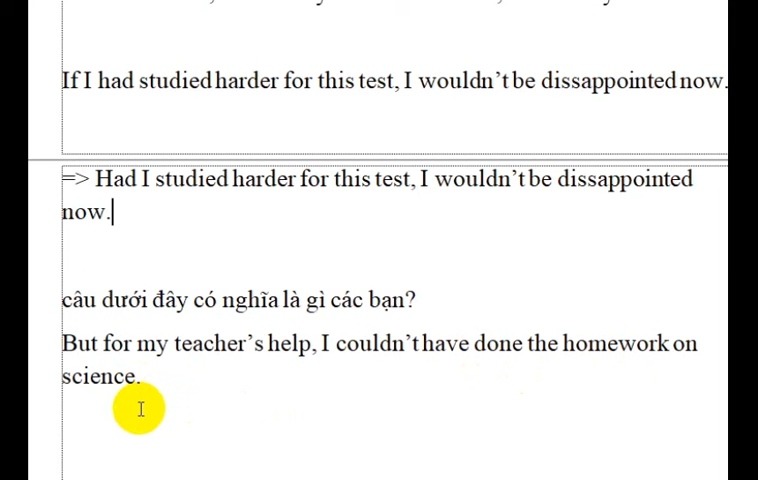 If I had studied harder for this test, I wouldn't be dissappointed now.
=> Had I studied harder for this test, I wouldn't be dissappointed
now.
câu dưới đây có nghĩa là gì các bạn?
But for my teacher's help, I couldn't have done the homework on
science.